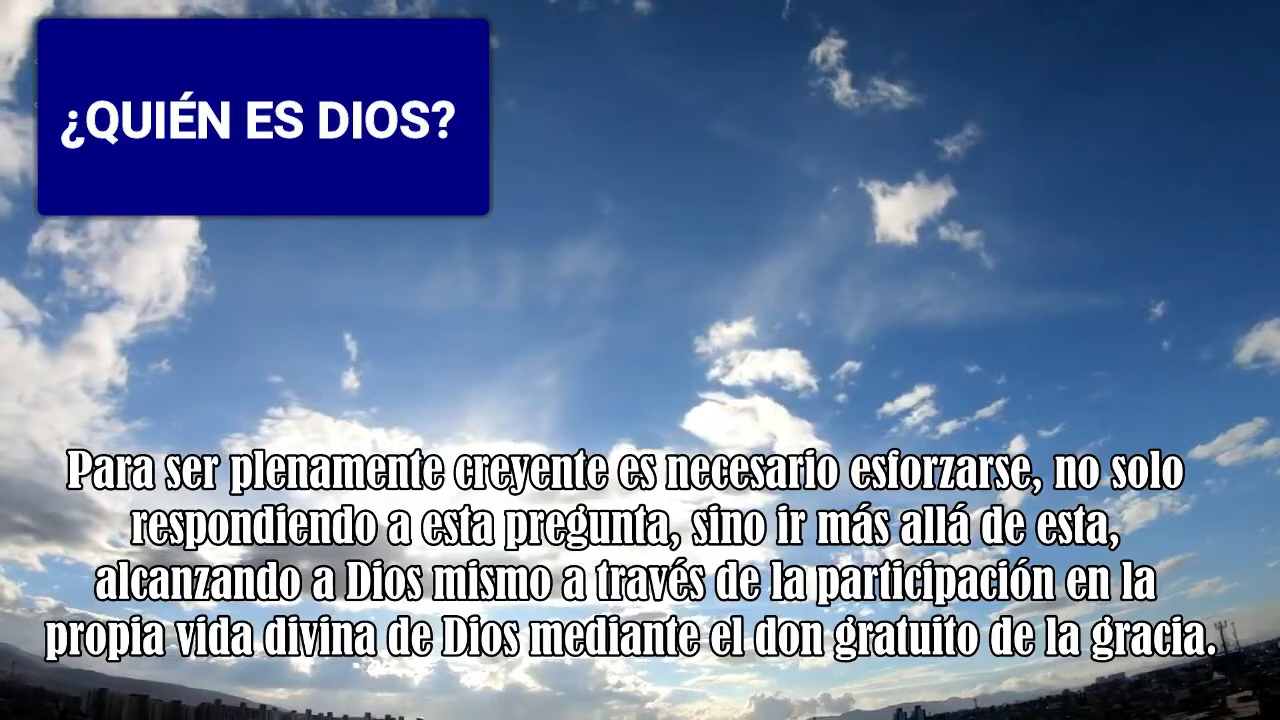 ¿QUIÉN ES DIOS?
Para ser plenamente creyente es necesario esforzarse, no solo
respondiendo a esta pregunta, sino ir más allá de esta,
alcanzando a Dios mismo a través de la participación en la
propia vida divina de Dios mediante el don gratuito de la gracia.